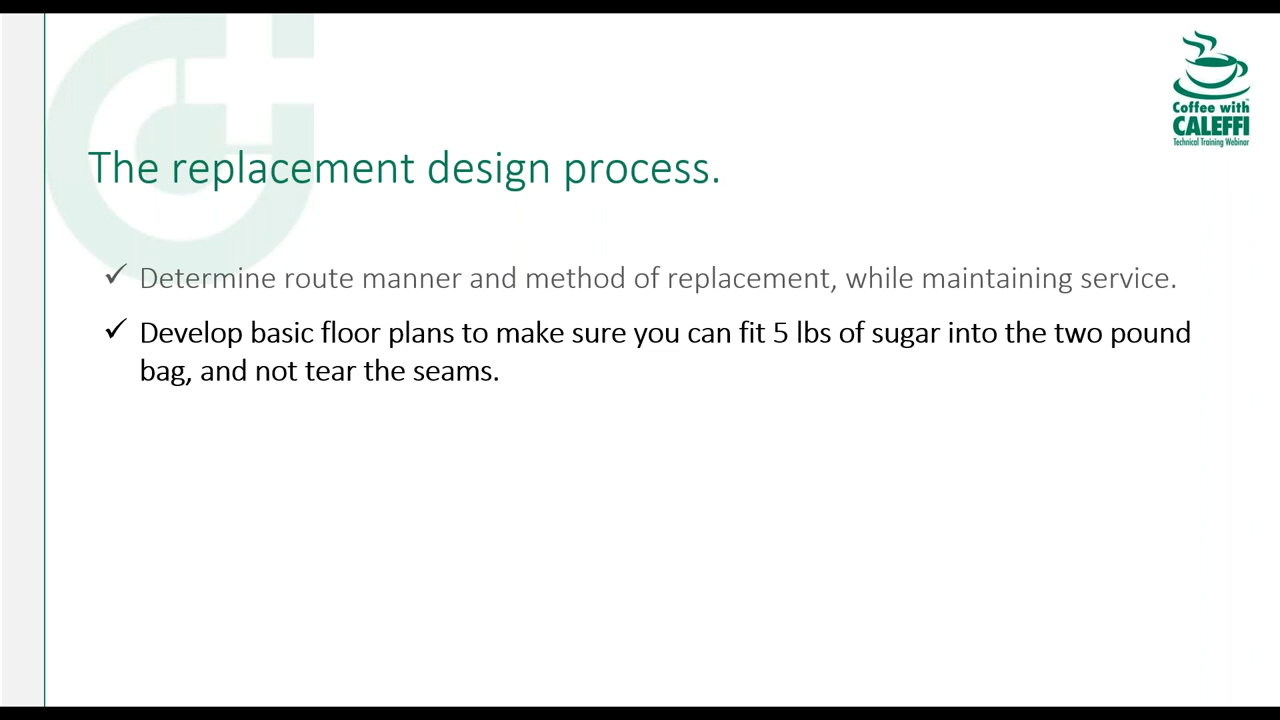 Coffee with
CALEFFI
Technical Training Webinar
The replacement design process.
✓ Determine route manner and method of replacement, while maintaining service.
✓ Develop basic floor plans to make sure you can fit 5 lbs of sugar into the two pound
bag, and not tear the seams.